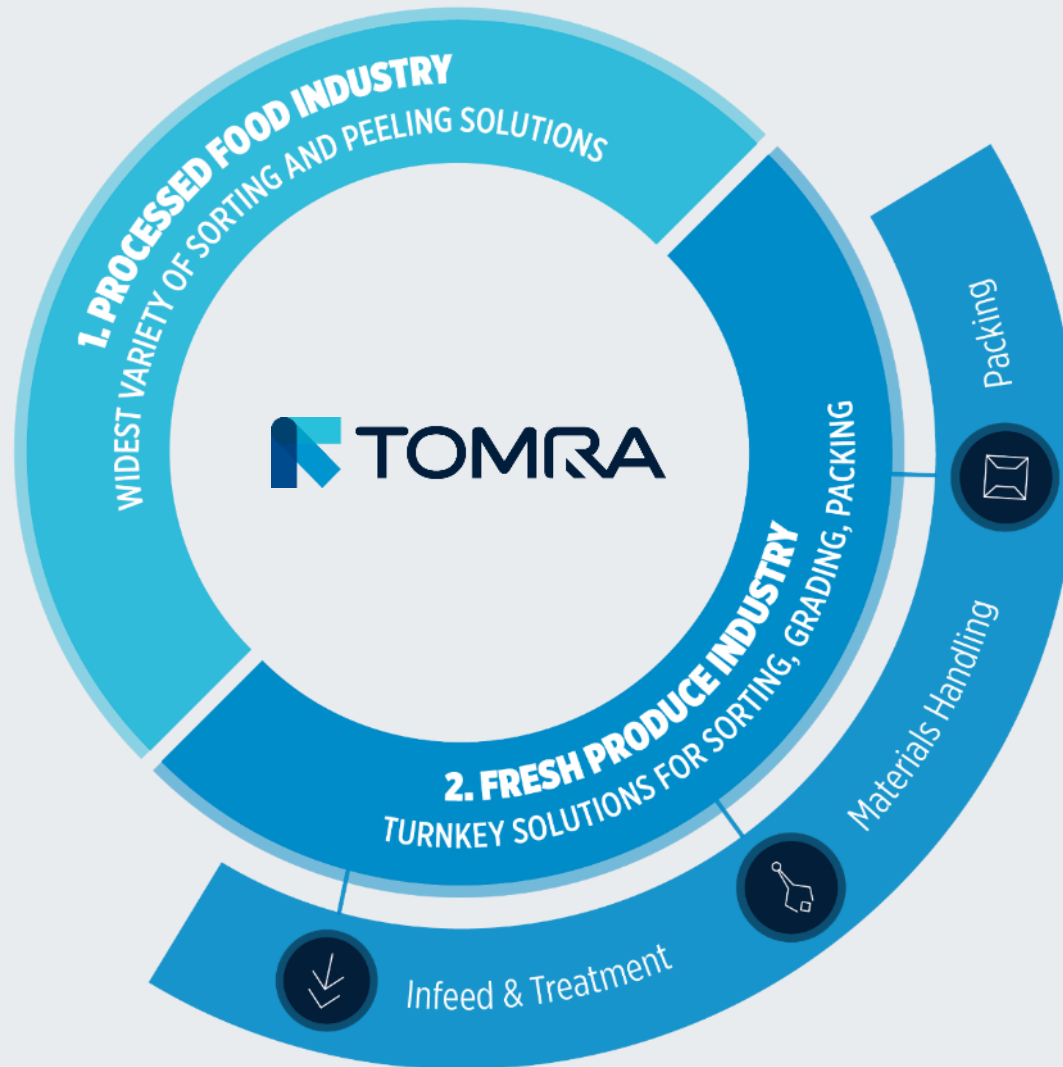 1. PROCESSED FOOD INDUSTRY
WIDEST VARIETY OF SORTING AND PEELING SOLUTIONS
TOMRA
2. FRESH PRODUCE INDUSTRY
TURNKEY SOLUTIONS FOR SORTING, GRADING, PACKING
Packing
Materials Handling
Infeed & Treatment